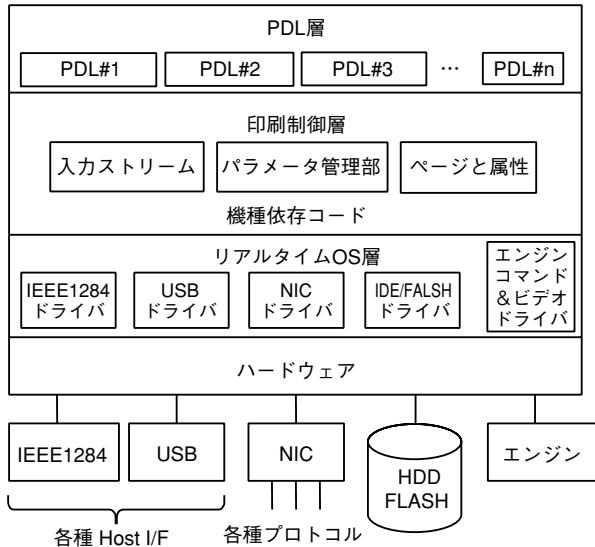 PDL層
PDL#1 PDL#2 PDL#3 … PDL#n
印刷制御層
入力ストリーム パラメータ管理部 ページと属性
機種依存コード
リアルタイムOS層
IEEE1284
ドライバ
USB
ドライバ
NIC
ドライバ
IDE/FALSH
ドライバ
エンジン
コマンド
&ビデオ
ドライバ
ハードウェア
IEEE1284 USB NIC
HDD
FLASH
エンジン
各種 Host I/F 各種プロトコル